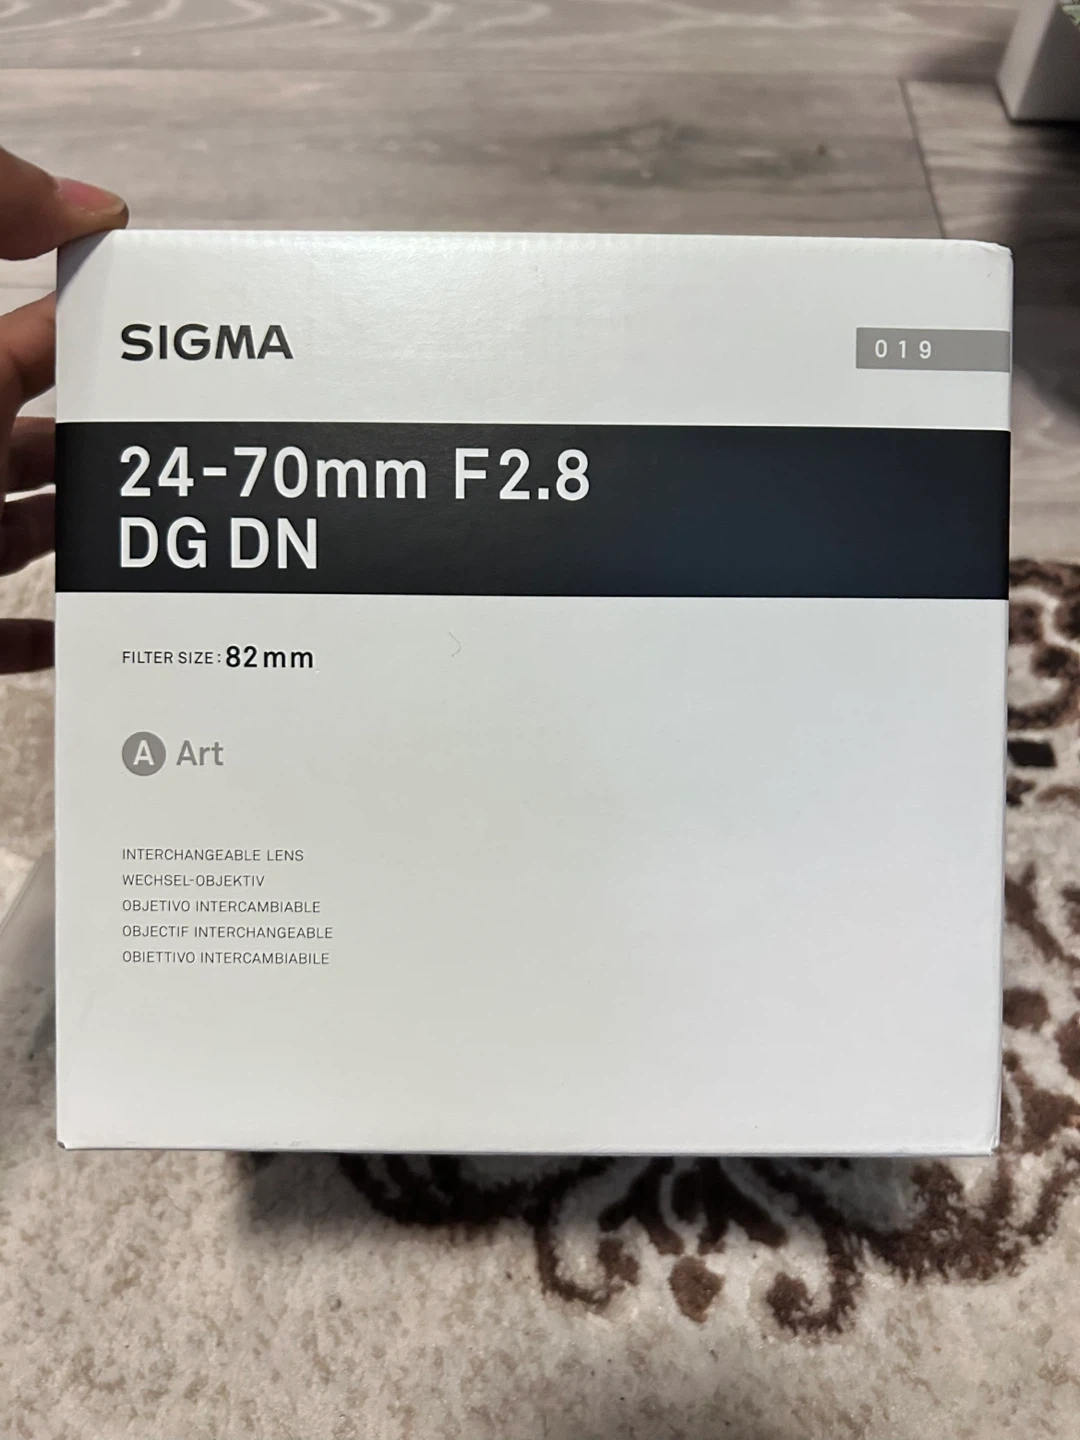 SIGMA
019
24-70mm F2.8
DG DN
FILTER SIZE: 82mm
A Art
INTERCHANGEABLE LENS
WECHSEL-OBJEKTIV
OBJETIVO INTERCAMBIABLE
OBJECTIF INTERCHANGEABLE
OBIETTIVO INTERCAMBIABILE